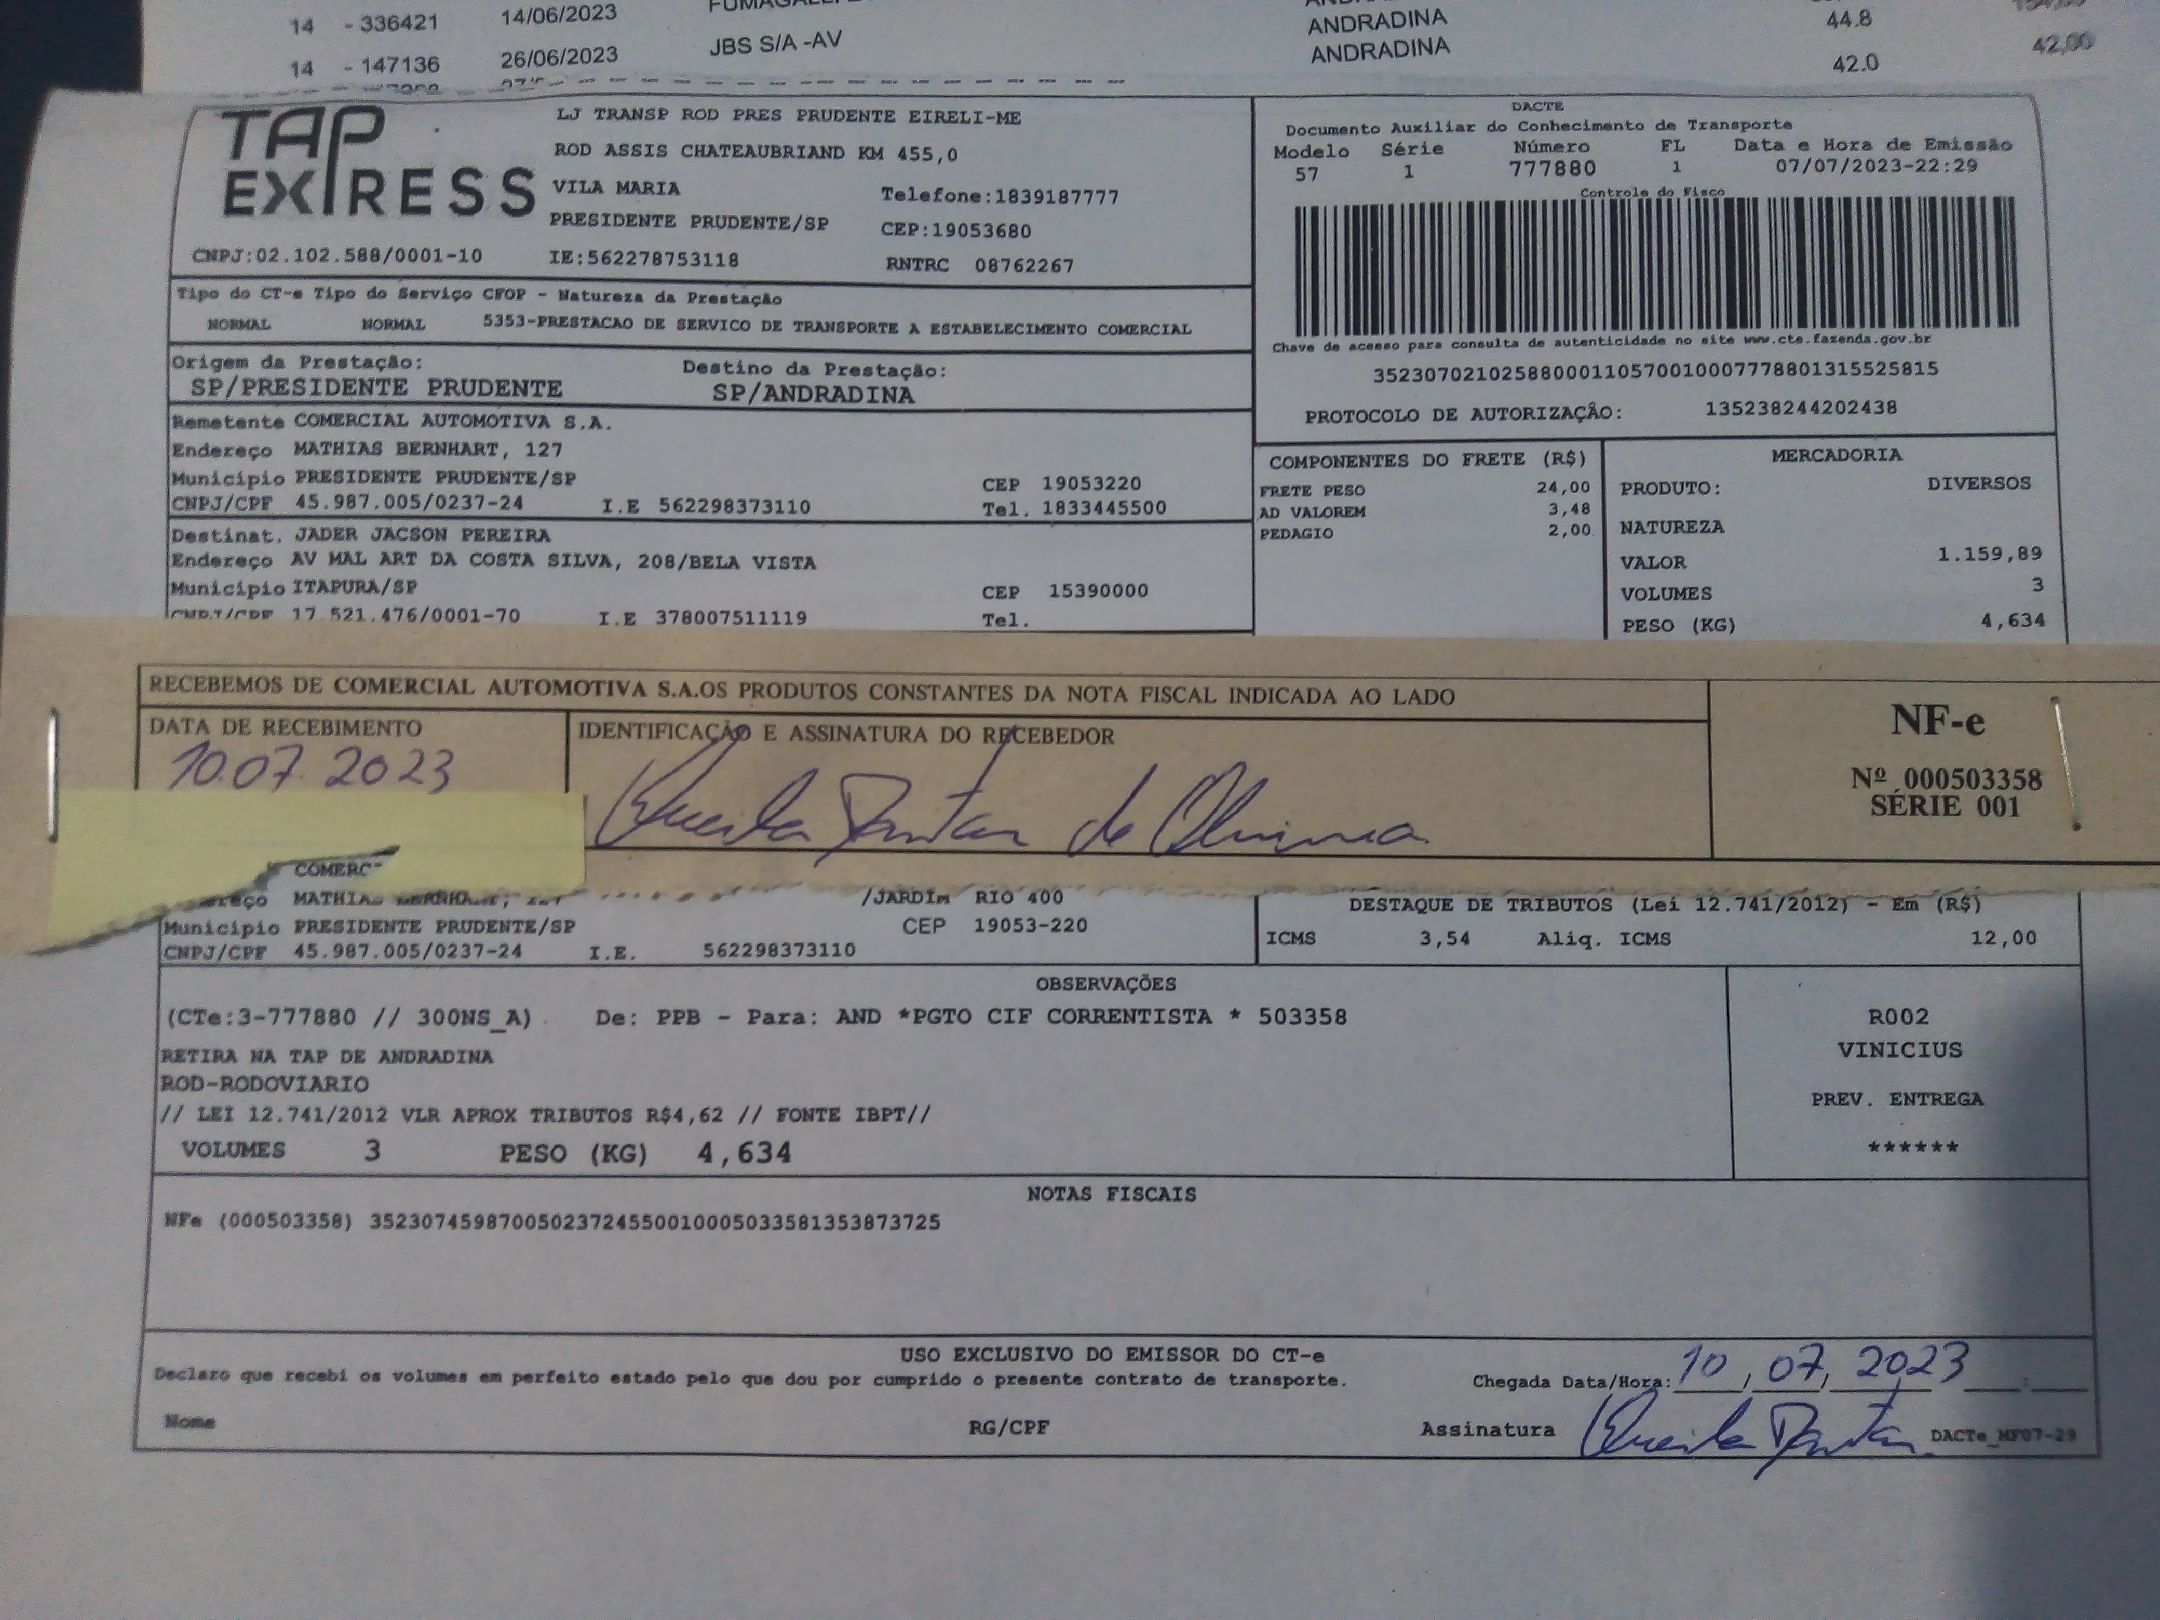 14 - 336421 14/06/2023 ANDRADINA 44.8
14 - 147136 26/06/2023 JBS S/A -AV ANDRADINA 42.0 42,00
TAP EXPRESS
LJ TRANSP ROD PRES PRUDENTE EIRELI-ME
ROD ASSIS CHATEAUBRIAND KM 455,0
VILA MARIA Telefone:1839187777
PRESIDENTE PRUDENTE/SP CEP:19053680
CNPJ:02.102.588/0001-10 IE:562278753118 RNTRC 08762267
DACTE
Documento Auxiliar do Conhecimento de Transporte
Modelo Série Número FL Data e Hora de Emissão
57 1 777880 1 07/07/2023-22:29
Controle do Fisco
Chave de acesso para consulta de autenticidade no site www.cte.fazenda.gov.br
35230702102588000110570010007778801315525815
PROTOCOLO DE AUTORIZAÇÃO: 135238244202438
Tipo do CT-e Tipo do Serviço CFOP - Natureza da Prestação
NORMAL NORMAL 5353-PRESTACAO DE SERVICO DE TRANSPORTE A ESTABELECIMENTO COMERCIAL
Origem da Prestação: Destino da Prestação:
SP/PRESIDENTE PRUDENTE SP/ANDRADINA
Remetente COMERCIAL AUTOMOTIVA S.A.
Endereço MATHIAS BERNHART, 127
Município PRESIDENTE PRUDENTE/SP CEP 19053220
CNPJ/CPF 45.987.005/0237-24 I.E 562298373110 Tel. 1833445500
Destinat. JADER JACSON PEREIRA
Endereço AV MAL ART DA COSTA SILVA, 208/BELA VISTA
Município ITAPURA/SP CEP 15390000
CNPJ/CPF 17.521.476/0001-70 I.E 378007511119 Tel.
COMPONENTES DO FRETE (R$)
FRETE PESO 24,00
AD VALOREM 3,48
PEDAGIO 2,00
MERCADORIA
PRODUTO: DIVERSOS
NATUREZA
VALOR 1.159,89
VOLUMES 3
PESO (KG) 4,634
RECEBEMOS DE COMERCIAL AUTOMOTIVA S.A.OS PRODUTOS CONSTANTES DA NOTA FISCAL INDICADA AO LADO
DATA DE RECEBIMENTO IDENTIFICAÇÃO E ASSINATURA DO RECEBEDOR
10.07.2023
NF-e
Nº 000503358
SÉRIE 001
MATHIAS /JARDIm RIO 400
Município PRESIDENTE PRUDENTE/SP CEP 19053-220
CNPJ/CPF 45.987.005/0237-24 I.E. 562298373110
DESTAQUE DE TRIBUTOS (Lei 12.741/2012) - Em (R$)
ICMS 3,54 Aliq. ICMS 12,00
OBSERVAÇÕES
(CTe:3-777880 // 300NS_A) De: PPB - Para: AND *PGTO CIF CORRENTISTA * 503358
RETIRA NA TAP DE ANDRADINA
ROD-RODOVIARIO
// LEI 12.741/2012 VLR APROX TRIBUTOS R$4,62 // FONTE IBPT//
VOLUMES 3 PESO (KG) 4,634
R002
VINICIUS
PREV. ENTREGA
******
NOTAS FISCAIS
NFe (000503358) 35230745987005023724550010005033581353873725
USO EXCLUSIVO DO EMISSOR DO CT-e
Declaro que recebi os volumes em perfeito estado pelo que dou por cumprido o presente contrato de transporte.
Chegada Data/Hora: 10, 07, 2023
Nome RG/CPF Assinatura DACTe_MF07-29